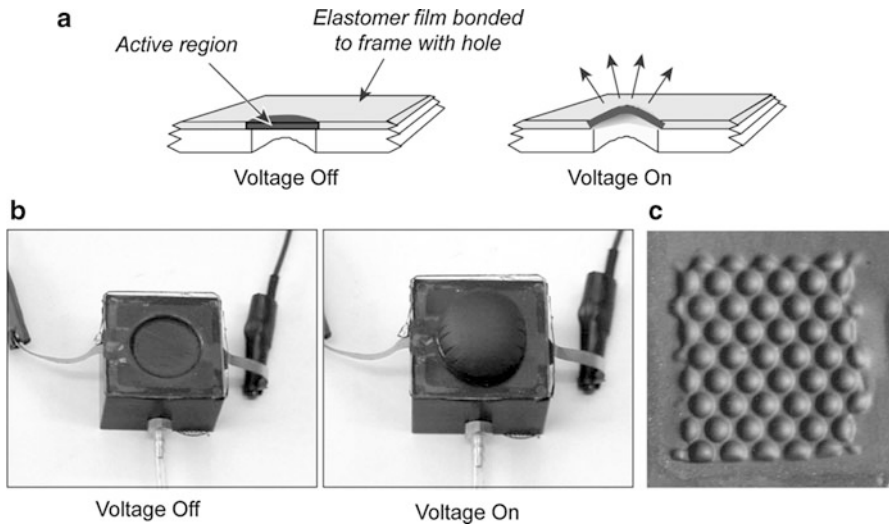 a
Active region
Elastomer film bonded
to frame with hole
Voltage Off
Voltage On
b
c
Voltage Off
Voltage On